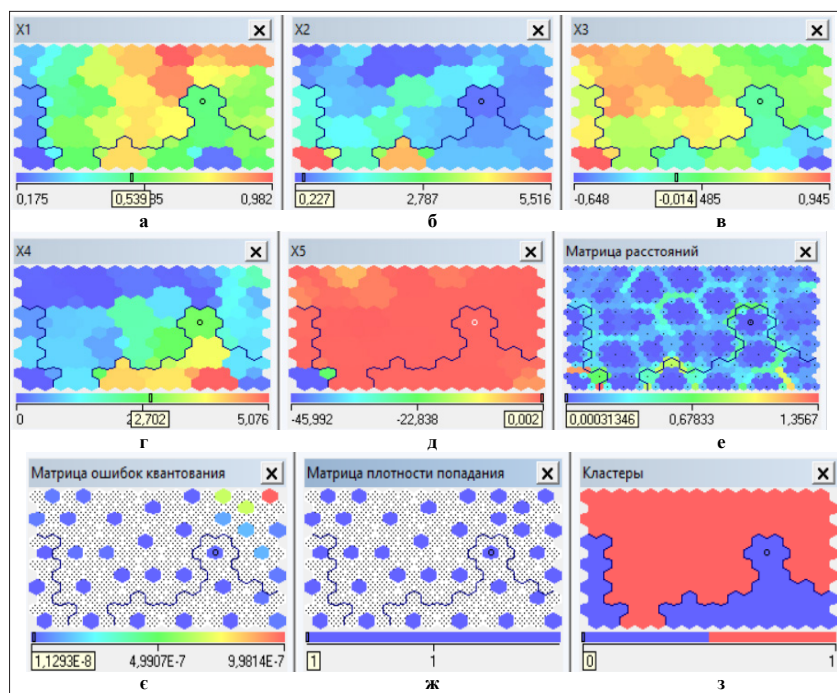 X1
X2
X3
0,175 0,539 35 0,982
0,227 2,787 5,516
-0,648 -0,014 485 0,945
а
б
в
X4
X5
Матрица расстояний
0 2 2,702 5,076
-45,992 -22,838 0,002
0,00031346 0,67833 1,3567
г
д
е
Матрица ошибок квантования
Матрица плотности попадания
Кластеры
1,1293E-8 4,9907E-7 9,9814E-7
1 1
0 1
є
ж
з